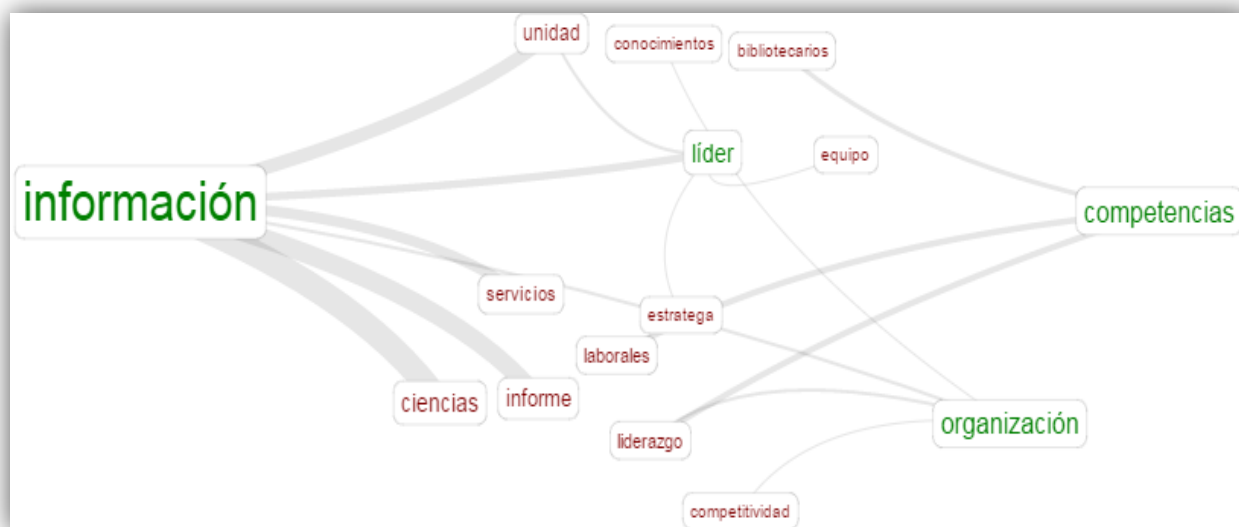 unidad
conocimientos
bibliotecarios
líder
equipo
información
competencias
servicios
estratega
laborales
ciencias
informe
organización
liderazgo
competitividad